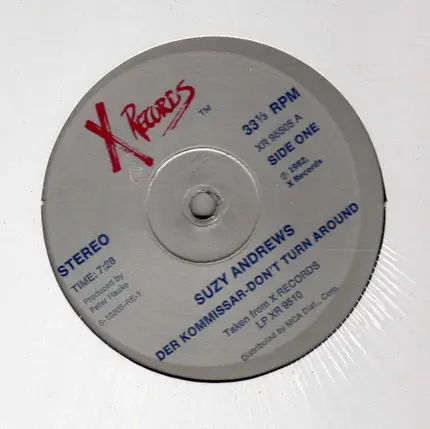 X RECORDS
TM
33⅓ RPM
XR 95505 A
SIDE ONE
℗ 1982,
X Records
STEREO
TIME: 7:28
Produced by
Peter Hauke
SUZY ANDREWS
DER KOMMISSAR-DON'T TURN AROUND
Taken from X RECORDS
LP XR 9510
Distributed by MCA Dist., Corp.